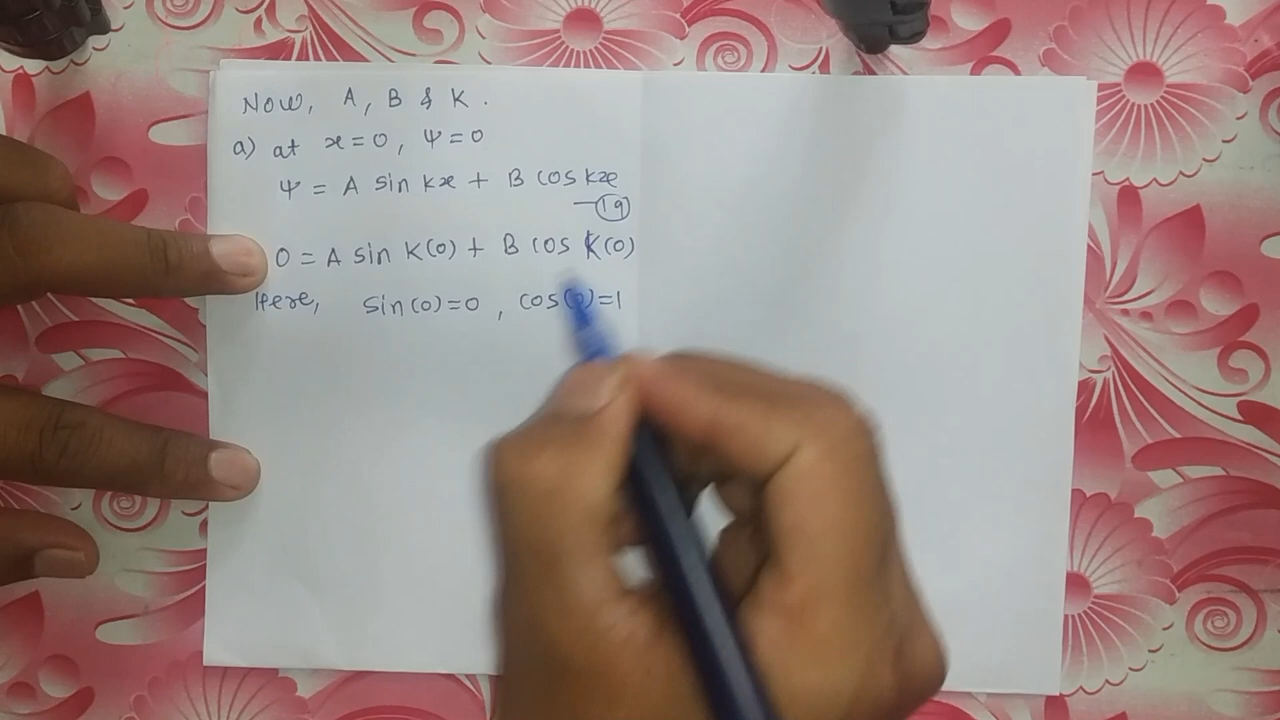 Now, A, B & K.
a) at x=0, Ψ=0
Ψ = A sin kx + B cos kx
—(19)
0 = A sin K(0) + B cos K(0)
Here, Sin(0)=0, cos(0)=1